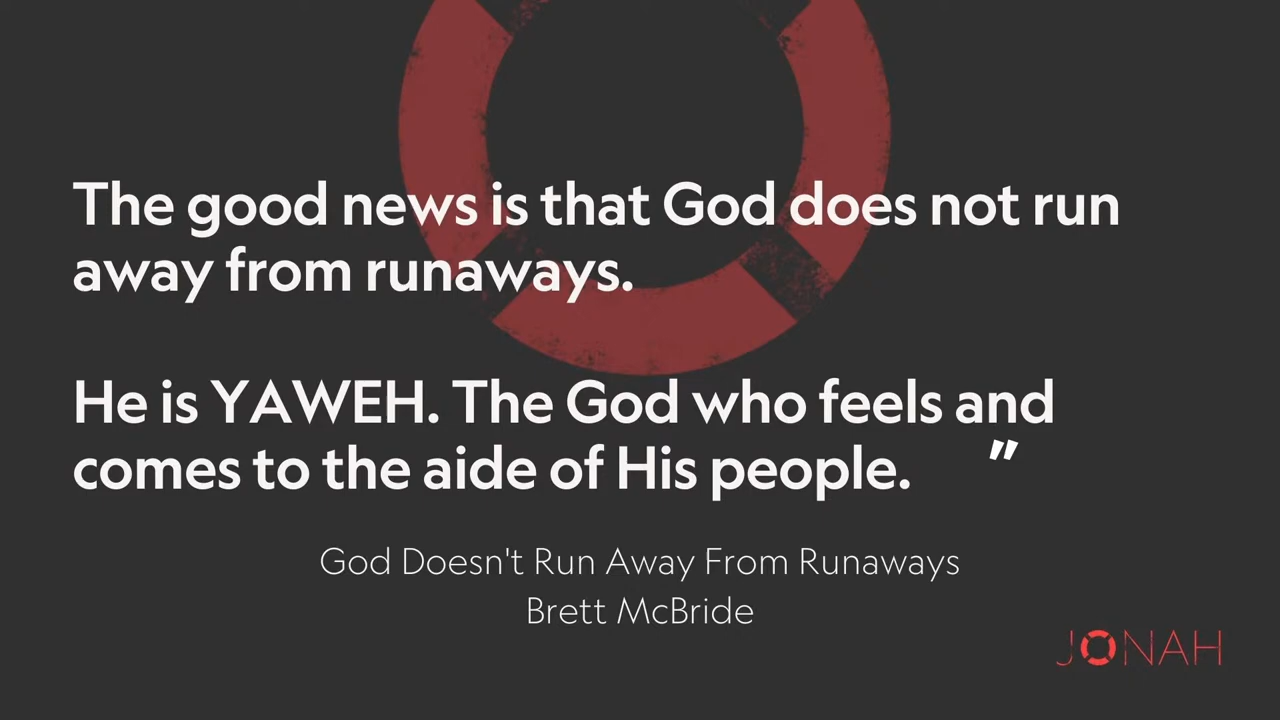 The good news is that God does not run
away from runaways.
He is YAWEH. The God who feels and
comes to the aide of His people. ”
God Doesn't Run Away From Runaways
Brett McBride
JONAH